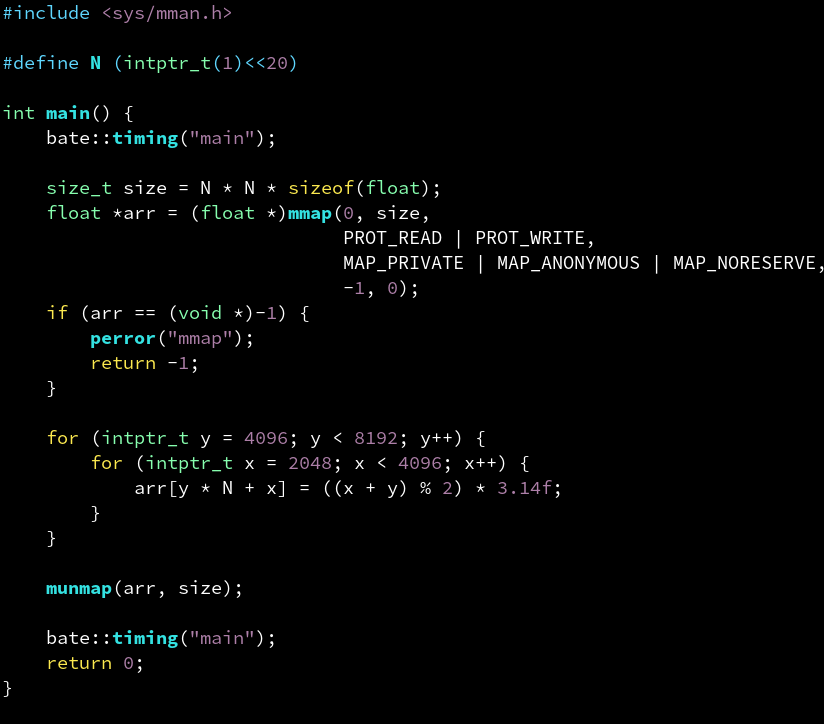 #include <sys/mman.h>
#define N (intptr_t(1)<<20)
int main() {
    bate::timing("main");
    size_t size = N * N * sizeof(float);
    float *arr = (float *)mmap(0, size,
                               PROT_READ | PROT_WRITE,
                               MAP_PRIVATE | MAP_ANONYMOUS | MAP_NORESERVE,
                               -1, 0);
    if (arr == (void *)-1) {
        perror("mmap");
        return -1;
    }
    for (intptr_t y = 4096; y < 8192; y++) {
        for (intptr_t x = 2048; x < 4096; x++) {
            arr[y * N + x] = ((x + y) % 2) * 3.14f;
        }
    }
    munmap(arr, size);
    bate::timing("main");
    return 0;
}